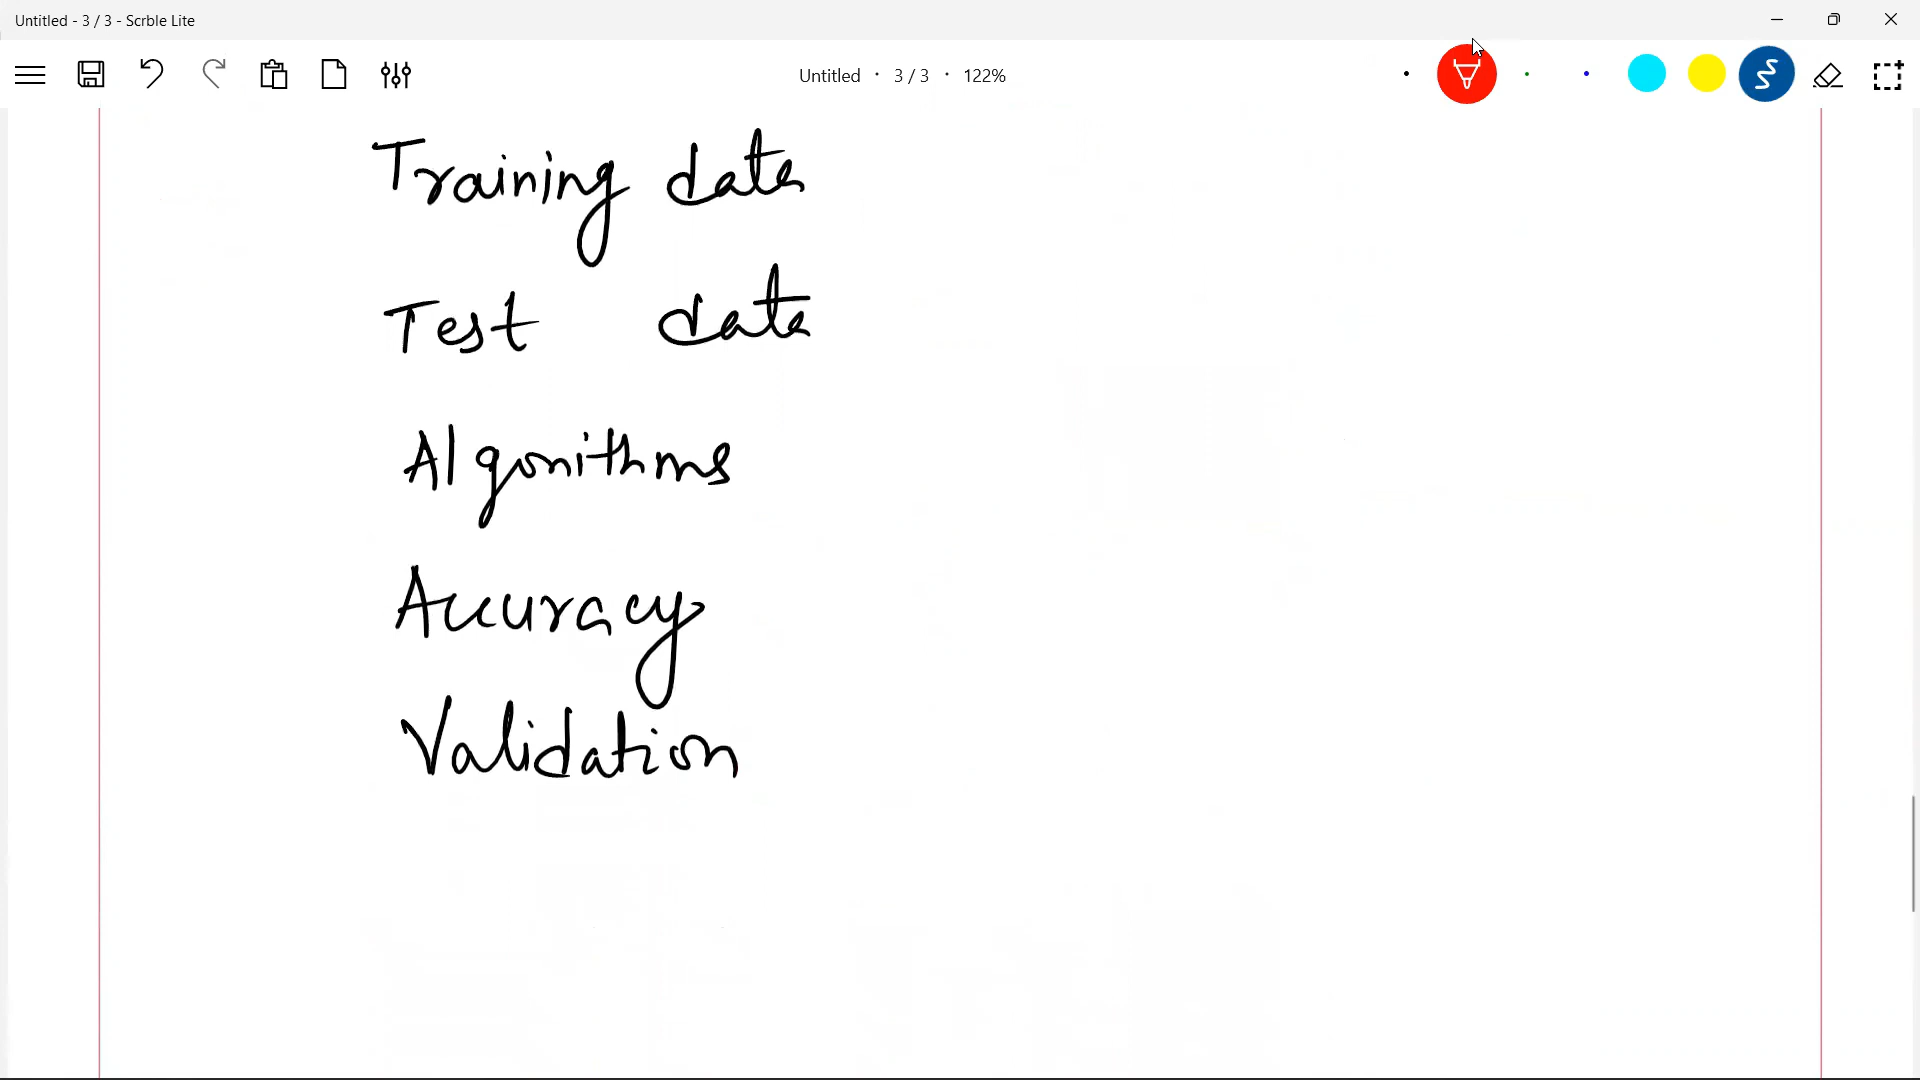 Untitled - 3 / 3 - Scrble Lite
Untitled · 3 / 3 · 122%
Training data
Test data
Algorithms
Accuracy
Validation